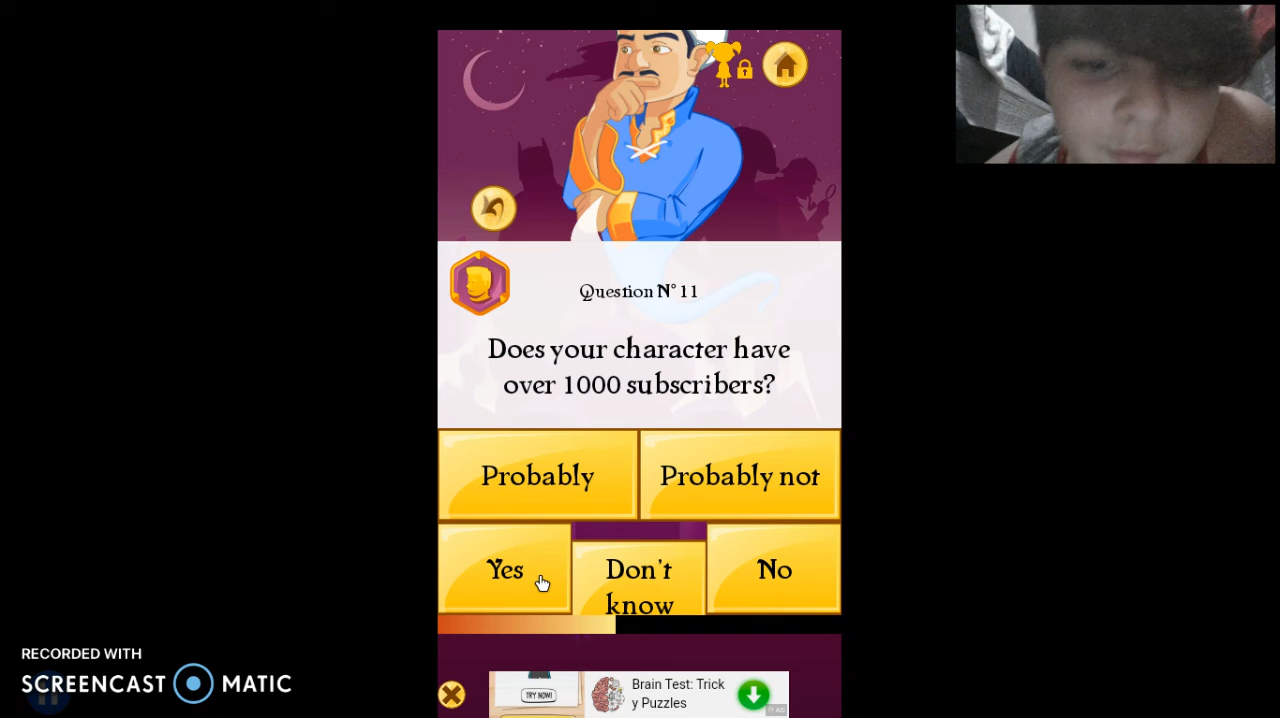 Question N° 11
Does your character have
over 1000 subscribers?
Probably
Probably not
Yes
Don't
know
No
RECORDED WITH
SCREENCAST MATIC
TRY NOW!
Brain Test: Trick
y Puzzles